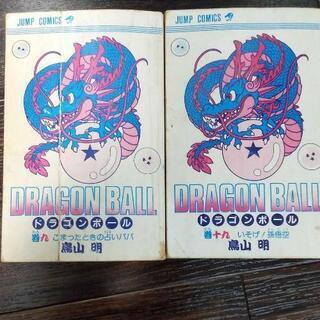 JUMP COMICS
DRAGON BALL
ドラゴンボール
巻九 こまったときの占いババ
鳥山 明
JUMP COMICS
DRAGON BALL
ドラゴンボール
巻十九 いそげ!孫悟空
鳥山 明